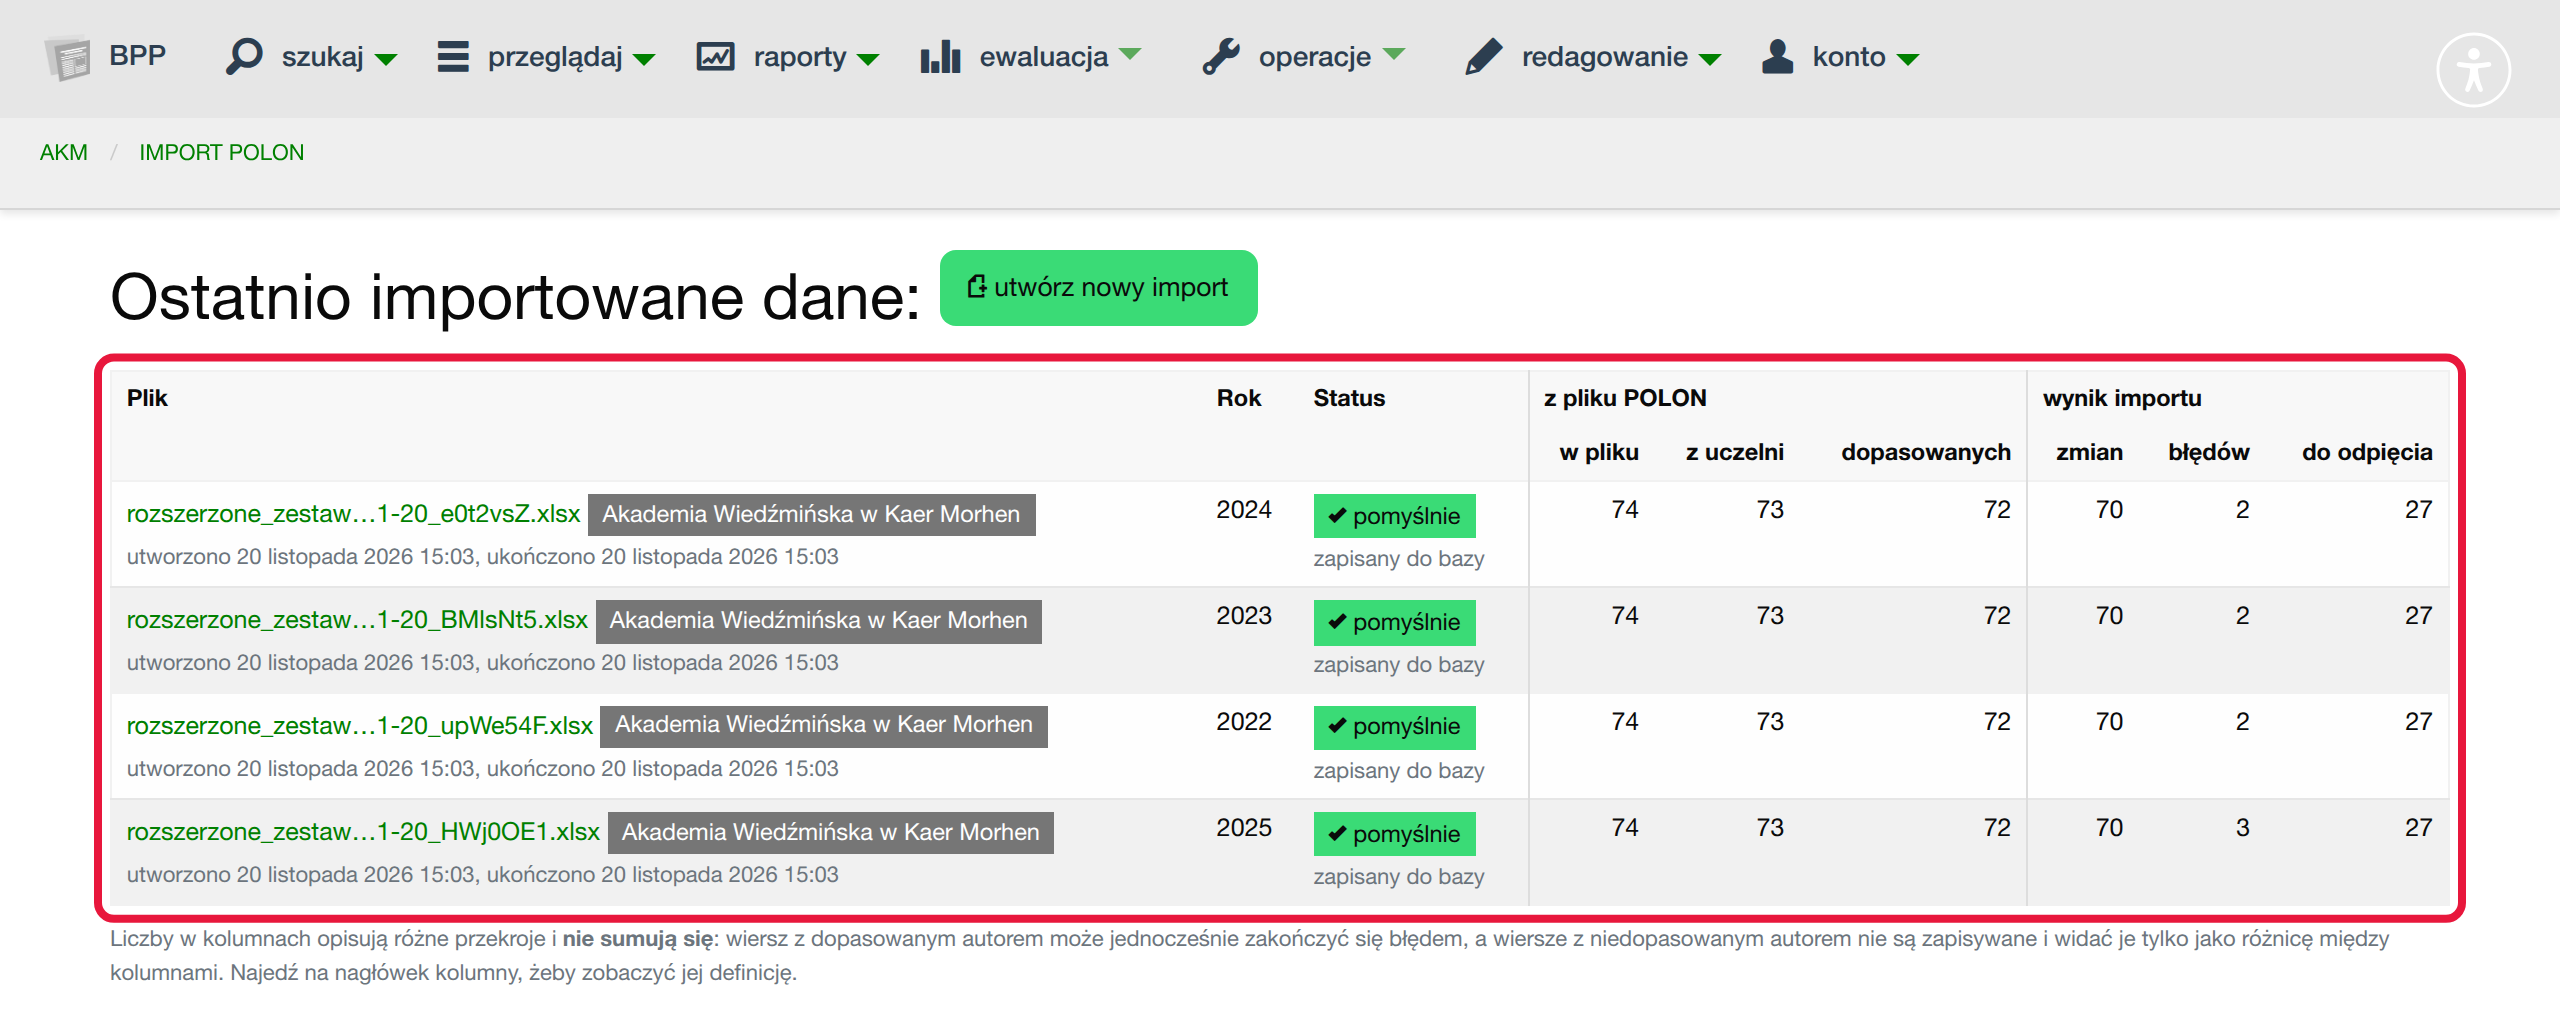 BPP szukaj przeglądaj raporty ewaluacja operacje redagowanie konto
AKM / IMPORT POLON
Ostatnio importowane dane: utwórz nowy import
Plik Rok Status z pliku POLON wynik importu
w pliku z uczelni dopasowanych zmian błędów do odpięcia
rozszerzone_zestaw…1-20_e0t2vsZ.xlsx Akademia Wiedźmińska w Kaer Morhen 2024 pomyślnie 74 73 72 70 2 27
utworzono 20 listopada 2026 15:03, ukończono 20 listopada 2026 15:03 zapisany do bazy
rozszerzone_zestaw…1-20_BMlsNt5.xlsx Akademia Wiedźmińska w Kaer Morhen 2023 pomyślnie 74 73 72 70 2 27
utworzono 20 listopada 2026 15:03, ukończono 20 listopada 2026 15:03 zapisany do bazy
rozszerzone_zestaw…1-20_upWe54F.xlsx Akademia Wiedźmińska w Kaer Morhen 2022 pomyślnie 74 73 72 70 2 27
utworzono 20 listopada 2026 15:03, ukończono 20 listopada 2026 15:03 zapisany do bazy
rozszerzone_zestaw…1-20_HWj0OE1.xlsx Akademia Wiedźmińska w Kaer Morhen 2025 pomyślnie 74 73 72 70 3 27
utworzono 20 listopada 2026 15:03, ukończono 20 listopada 2026 15:03 zapisany do bazy
Liczby w kolumnach opisują różne przekroje i nie sumują się: wiersz z dopasowanym autorem może jednocześnie zakończyć się błędem, a wiersze z niedopasowanym autorem nie są zapisywane i widać je tylko jako różnicę między
kolumnami. Najedź na nagłówek kolumny, żeby zobaczyć jej definicję.